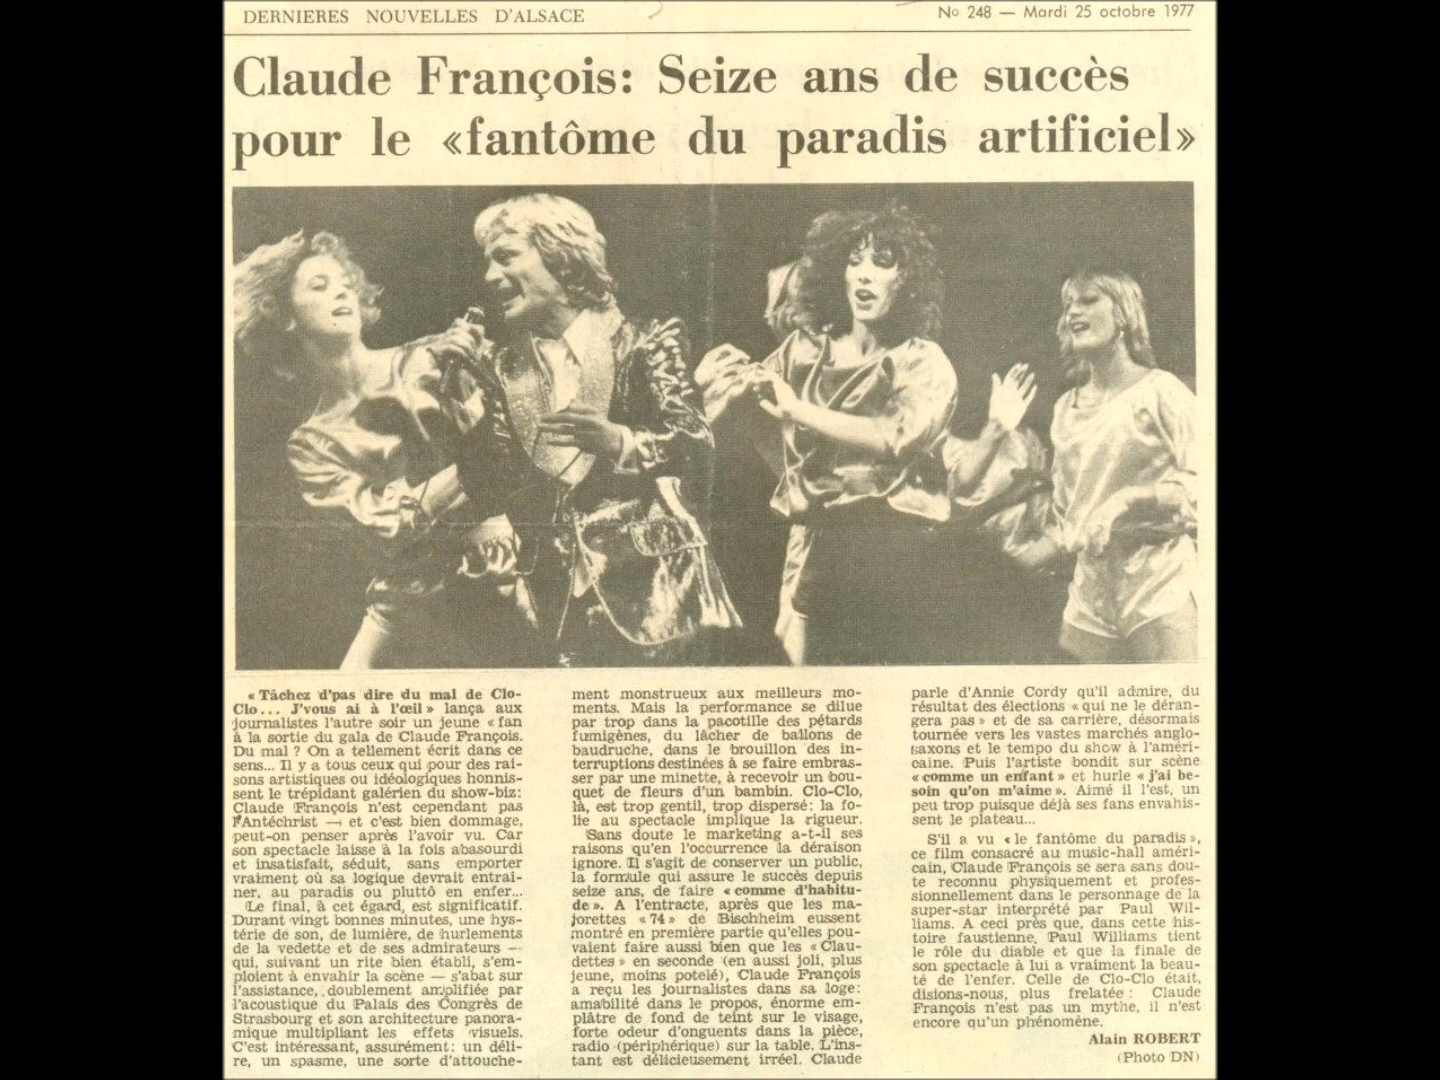 DERNIERES NOUVELLES D'ALSACE
No 248 — Mardi 25 octobre 1977
Claude François: Seize ans de succès
pour le «fantôme du paradis artificiel»
« Tâchez d'pas dire du mal de Clo-
Clo... J'vous ai à l'œil » lança aux
journalistes l'autre soir un jeune « fan
à la sortie du gala de Claude François.
Du mal ? On a tellement écrit dans ce
sens... Il y a tous ceux qui pour des rai-
sons artistiques ou idéologiques honnis-
sent le trépidant galérien du show-biz:
Claude François n'est cependant pas
l'Antéchrist — et c'est bien dommage,
peut-on penser après l'avoir vu. Car
son spectacle laisse à la fois abasourdi
et insatisfait, séduit, sans emporter
vraiment où sa logique devrait entraî-
ner, au paradis ou pluttô en enfer...
Le final, à cet égard, est significatif.
Durant vingt bonnes minutes, une hys-
térie de son, de lumière, de hurlements
de la vedette et de ses admirateurs —
qui, suivant un rite bien établi, s'em-
ploient à envahir la scène — s'abat sur
l'assistance, doublement amplifiée par
l'acoustique du Palais des Congrès de
Strasbourg et son architecture panora-
mique multipliant les effets visuels.
C'est intéressant, assurément: un déli-
re, un spasme, une sorte d'attouche-
ment monstrueux aux meilleurs mo-
ments. Mais la performance se dilue
par trop dans la pacotille des pétards
fumigènes, du lâcher de ballons de
baudruche, dans le brouillon des in-
terruptions destinées à se faire embras-
ser par une minette, à recevoir un bou-
quet de fleurs d'un bambin. Clo-Clo,
là, est trop gentil, trop dispersé: la fo-
lie au spectacle implique la rigueur.
Sans doute le marketing a-t-il ses
raisons qu'en l'occurrence la déraison
ignore. Il s'agit de conserver un public,
la formule qui assure le succès depuis
seize ans, de faire « comme d'habitu-
de ». A l'entracte, après que les ma-
jorettes « 74 » de Bischheim eussent
montré en première partie qu'elles pou-
vaient faire aussi bien que les « Clau-
dettes » en seconde (en aussi joli, plus
jeune, moins potelé), Claude François
a reçu les journalistes dans sa loge:
amabilité dans le propos, énorme em-
plâtre de fond de teint sur le visage,
forte odeur d'onguents dans la pièce,
radio (périphérique) sur la table. L'ins-
tant est délicieusement irréel. Claude
parle d'Annie Cordy qu'il admire, du
résultat des élections « qui ne le déran-
gera pas » et de sa carrière, désormais
tournée vers les vastes marchés anglo-
saxons et le tempo du show à l'améri-
caine. Puis l'artiste bondit sur scène
« comme un enfant » et hurle « j'ai be-
soin qu'on m'aime ». Aimé il l'est, un
peu trop puisque déjà ses fans envahis-
sent le plateau...
S'il a vu « le fantôme du paradis »,
ce film consacré au music-hall améri-
cain, Claude François se sera sans dou-
te reconnu physiquement et profes-
sionnellement dans le personnage de la
super-star interprété par Paul Wil-
liams. A ceci près que, dans cette his-
toire faustienne, Paul Williams tient
le rôle du diable et que la finale de
son spectacle à lui a vraiment la beau-
té de l'enfer. Celle de Clo-Clo était,
disions-nous, plus frelatée : Claude
François n'est pas un mythe, il n'est
encore qu'un phénomène.
Alain ROBERT
(Photo DN)